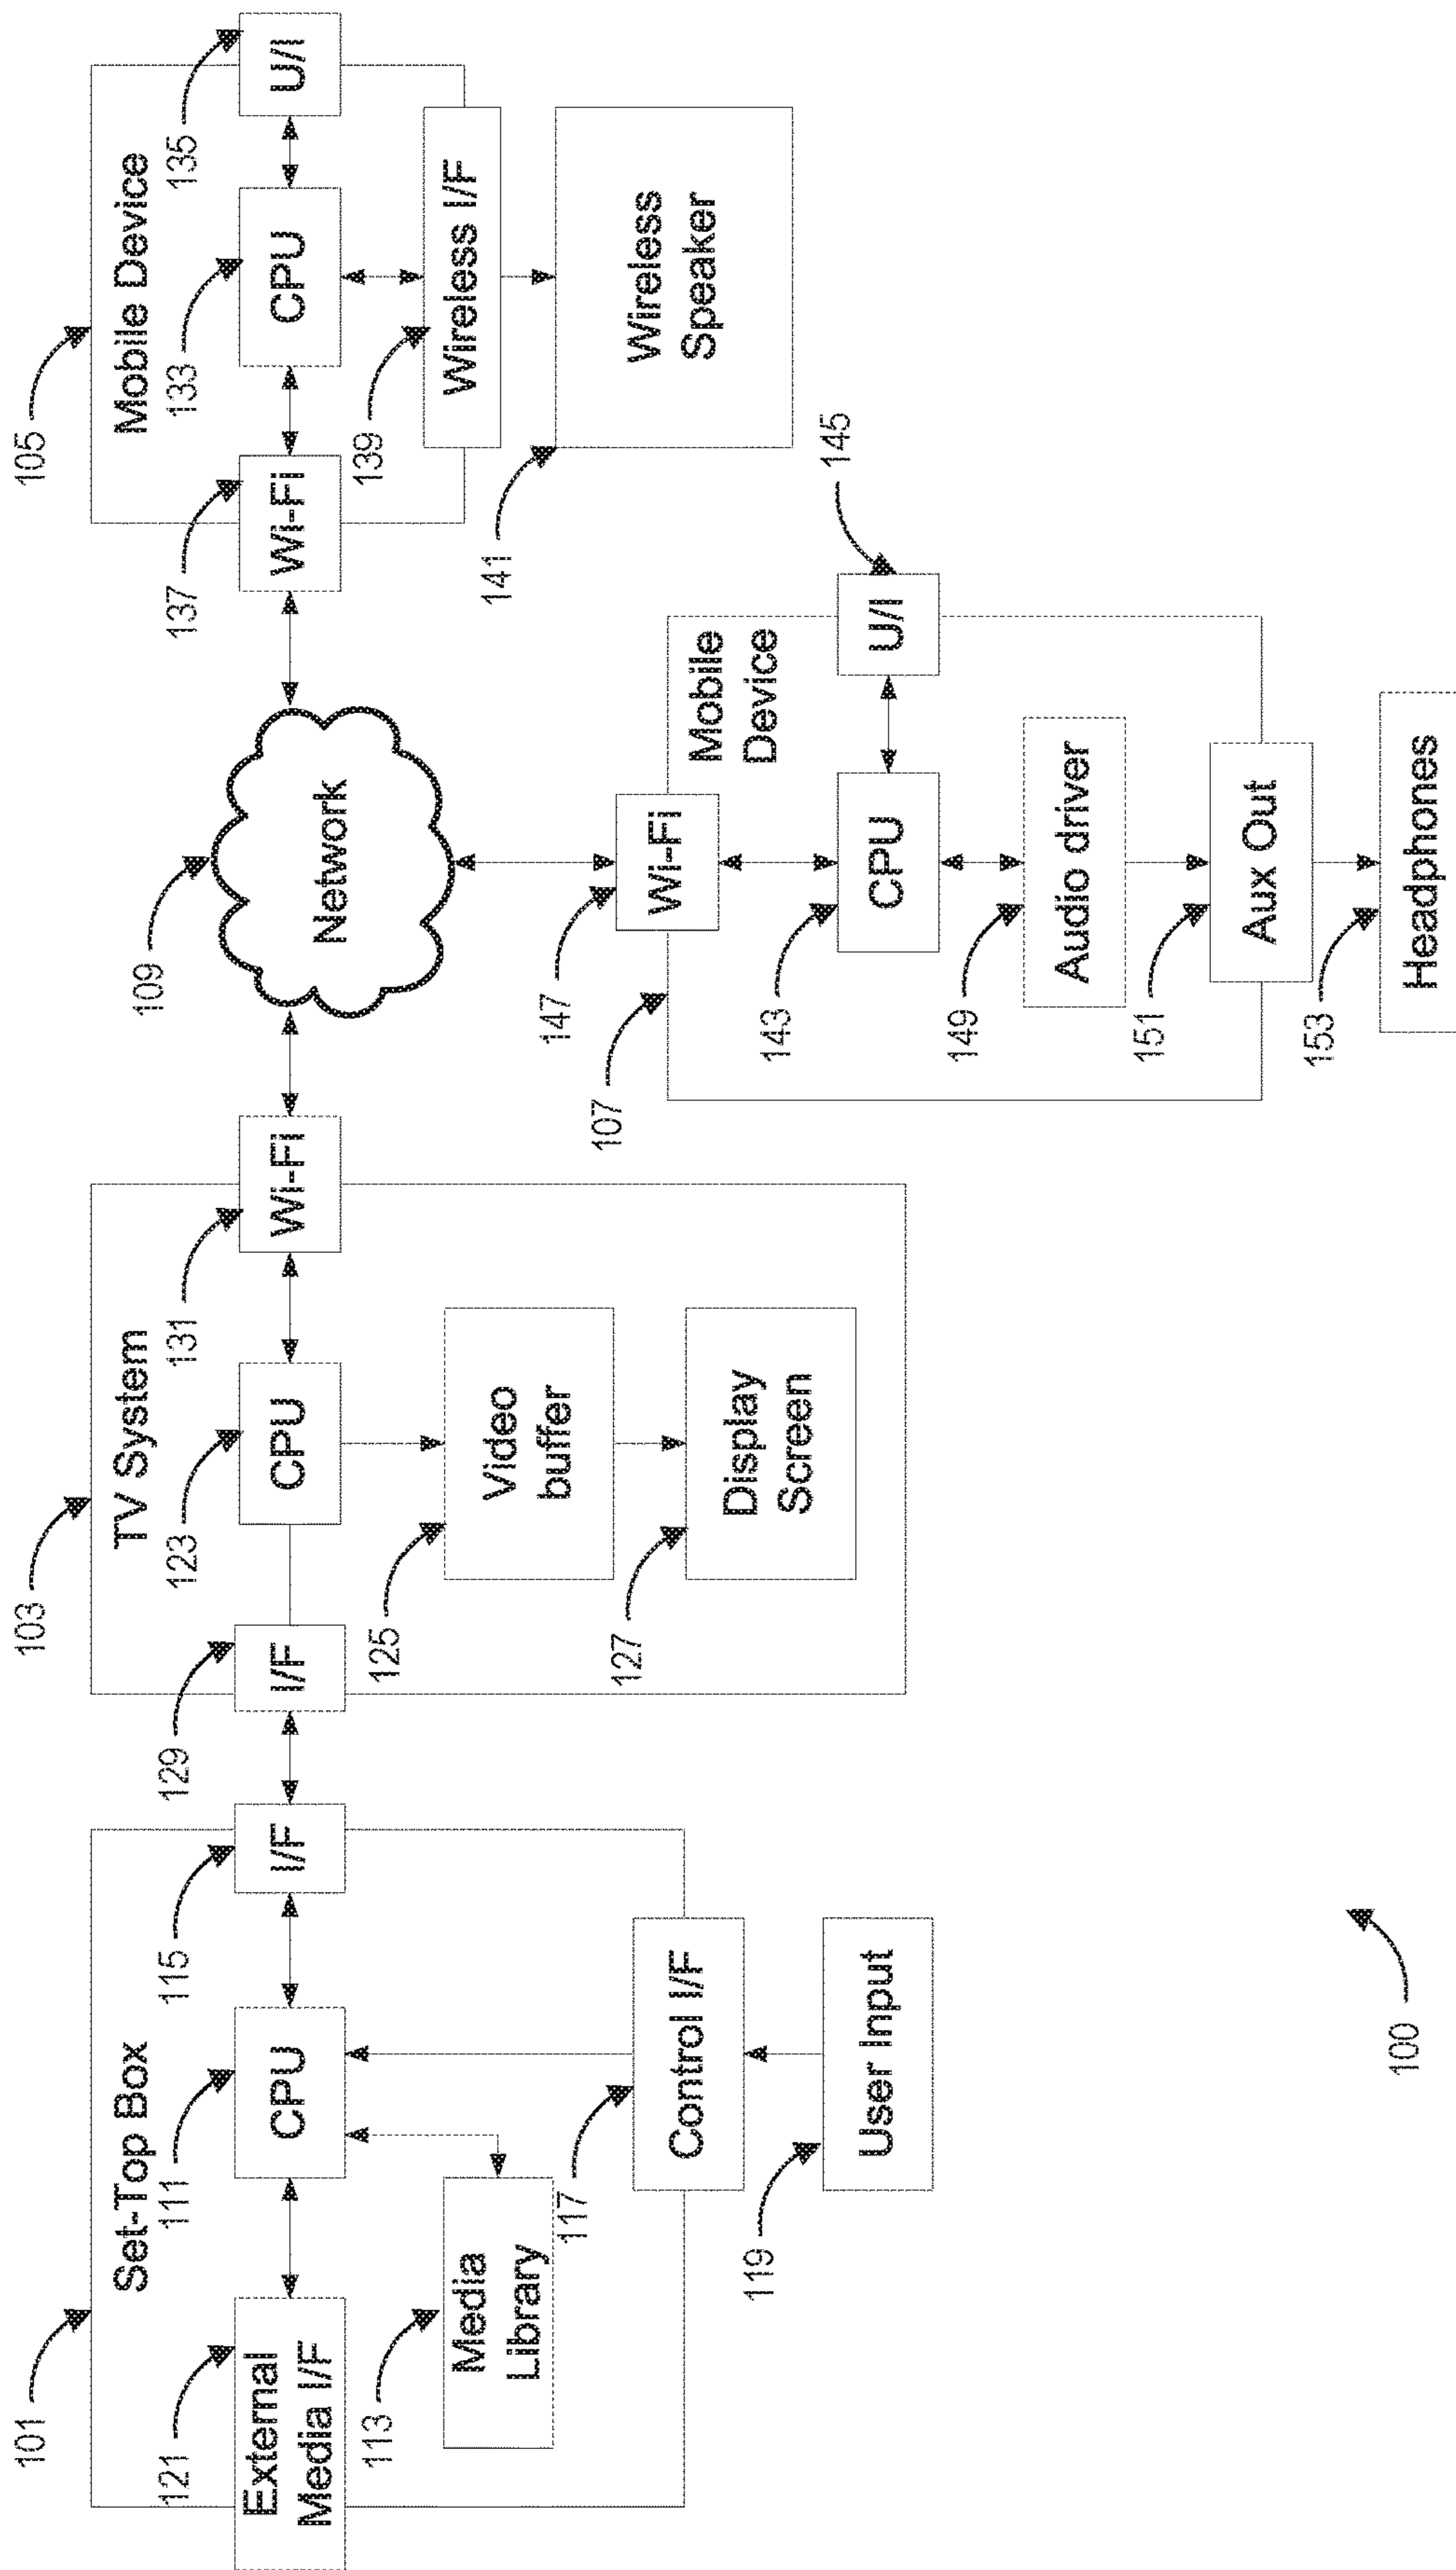 101
Set-Top Box
121
External
Media I/F
111
CPU
115
I/F
113
Media
Library
117
Control I/F
119
User Input
103
TV System
129
I/F
123
CPU
131
Wi-Fi
125
Video
buffer
127
Display
Screen
109
Network
105
Mobile Device
137
Wi-Fi
133
CPU
135
U/I
139
Wireless I/F
141
Wireless
Speaker
107
Mobile
Device
147
Wi-Fi
143
CPU
145
U/I
149
Audio driver
151
Aux Out
153
Headphones
100